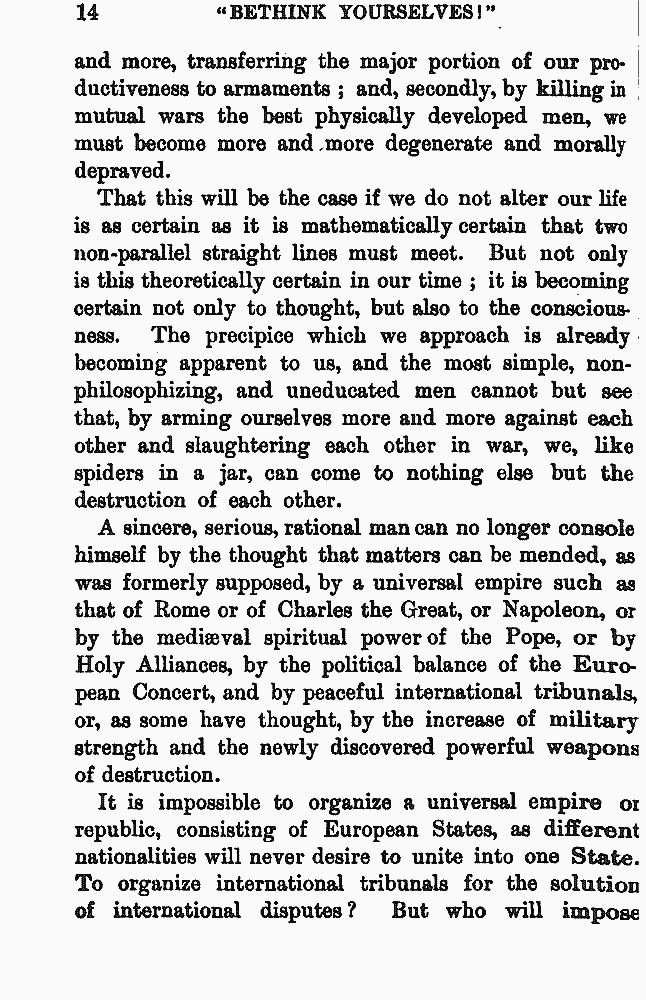 14 "BETHINK YOURSELVES!"
and more, transferring the major portion of our pro-
ductiveness to armaments ; and, secondly, by killing in
mutual wars the best physically developed men, we
must become more and more degenerate and morally
depraved.
That this will be the case if we do not alter our life
is as certain as it is mathematically certain that two
non-parallel straight lines must meet. But not only
is this theoretically certain in our time ; it is becoming
certain not only to thought, but also to the conscious-
ness. The precipice which we approach is already
becoming apparent to us, and the most simple, non-
philosophizing, and uneducated men cannot but see
that, by arming ourselves more and more against each
other and slaughtering each other in war, we, like
spiders in a jar, can come to nothing else but the
destruction of each other.
A sincere, serious, rational man can no longer console
himself by the thought that matters can be mended, as
was formerly supposed, by a universal empire such as
that of Rome or of Charles the Great, or Napoleon, or
by the mediæval spiritual power of the Pope, or by
Holy Alliances, by the political balance of the Euro-
pean Concert, and by peaceful international tribunals,
or, as some have thought, by the increase of military
strength and the newly discovered powerful weapons
of destruction.
It is impossible to organize a universal empire or
republic, consisting of European States, as different
nationalities will never desire to unite into one State.
To organize international tribunals for the solution
of international disputes? But who will impose